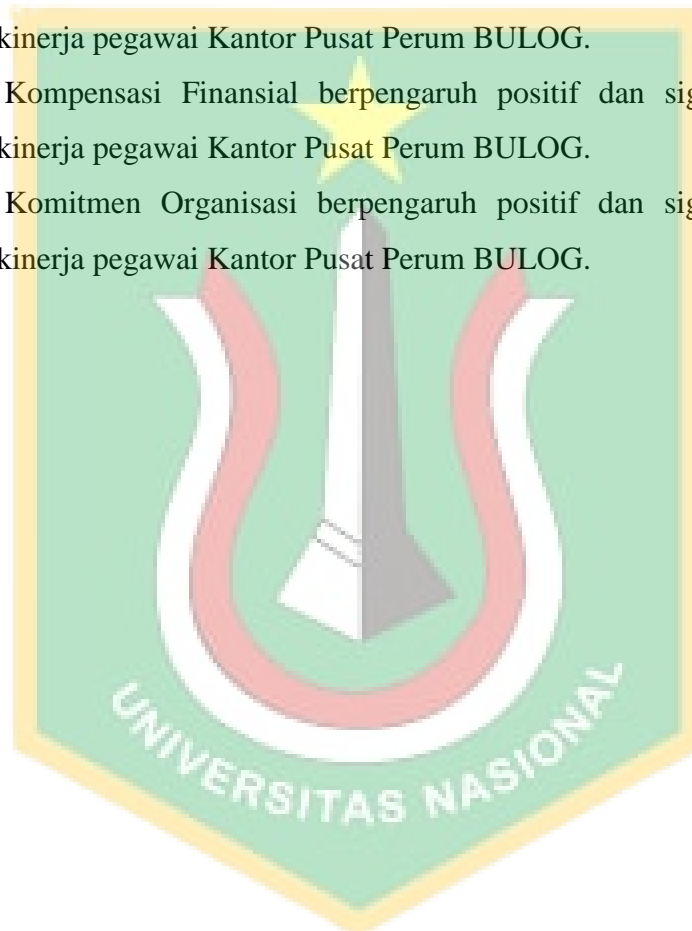 kinerja pegawai Kantor Pusat Perum BULOG.
Kompensasi Finansial berpengaruh positif dan sig
kinerja pegawai Kantor Pusat Perum BULOG.
Komitmen Organisasi berpengaruh positif dan sig
kinerja pegawai Kantor Pusat Perum BULOG.
UNIVERSITAS NASIONAL